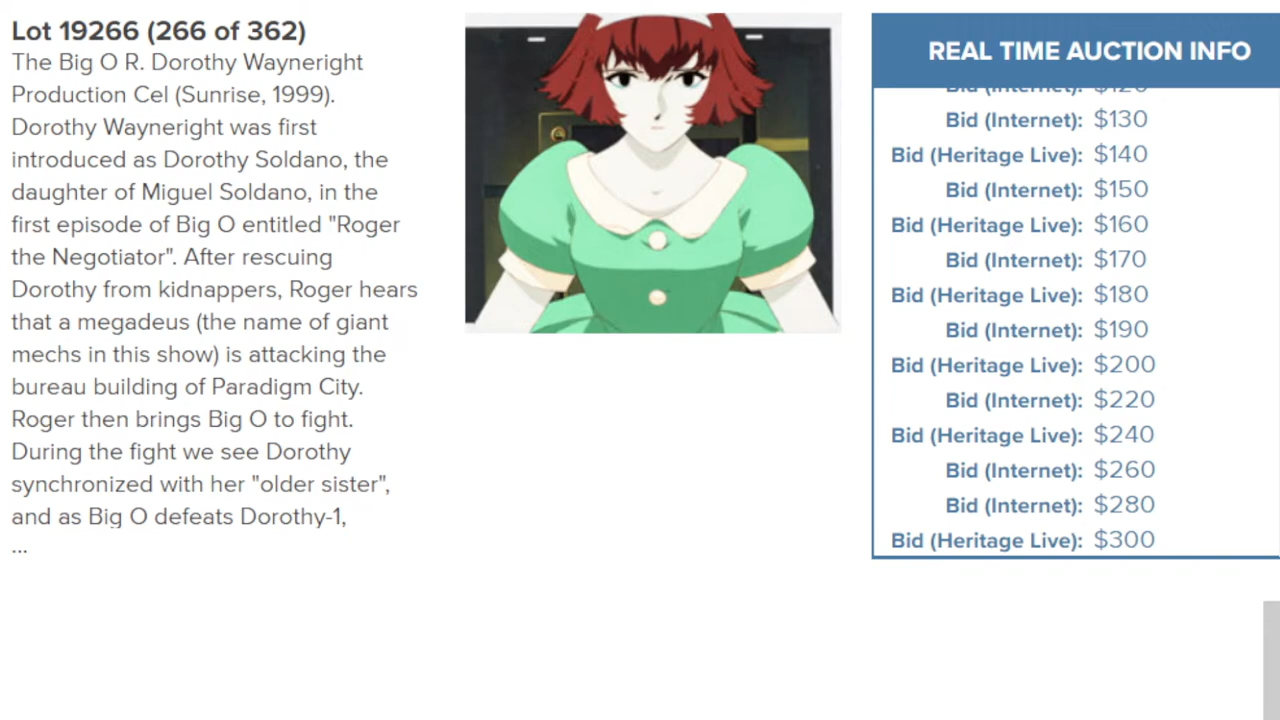 Lot 19266 (266 of 362)
The Big O R. Dorothy Wayneright
Production Cel (Sunrise, 1999).
Dorothy Wayneright was first
introduced as Dorothy Soldano, the
daughter of Miguel Soldano, in the
first episode of Big O entitled "Roger
the Negotiator". After rescuing
Dorothy from kidnappers, Roger hears
that a megadeus (the name of giant
mechs in this show) is attacking the
bureau building of Paradigm City.
Roger then brings Big O to fight.
During the fight we see Dorothy
synchronized with her "older sister",
and as Big O defeats Dorothy-1,
...
REAL TIME AUCTION INFO
Bid (Internet): $120
Bid (Internet): $130
Bid (Heritage Live): $140
Bid (Internet): $150
Bid (Heritage Live): $160
Bid (Internet): $170
Bid (Heritage Live): $180
Bid (Internet): $190
Bid (Heritage Live): $200
Bid (Internet): $220
Bid (Heritage Live): $240
Bid (Internet): $260
Bid (Internet): $280
Bid (Heritage Live): $300